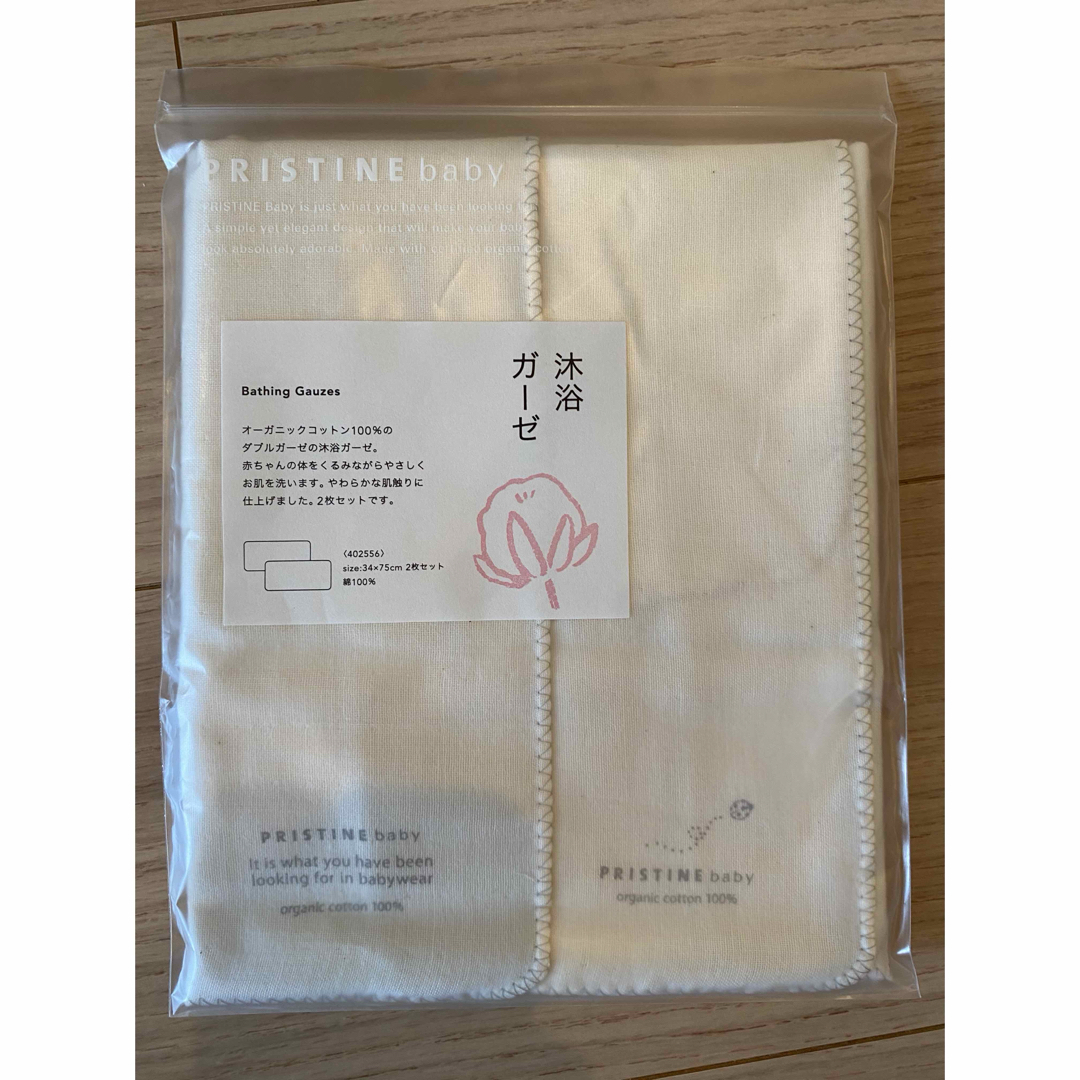 PRISTINE baby
PRISTINE Baby is just what you have been looking
A simple yet elegant design that will make your baby
look absolutely adorable. Made with certified organic cotton
沐浴
ガーゼ
Bathing Gauzes
オーガニックコットン100%の
ダブルガーゼの沐浴ガーゼ。
赤ちゃんの体をくるみながらやさしく
お肌を洗います。やわらかな肌触りに
仕上げました。2枚セットです。
〈402556〉
size:34×75cm 2枚セット
綿100%
PRISTINE baby
It is what you have been
looking for in babywear
organic cotton 100%
PRISTINE baby
organic cotton 100%